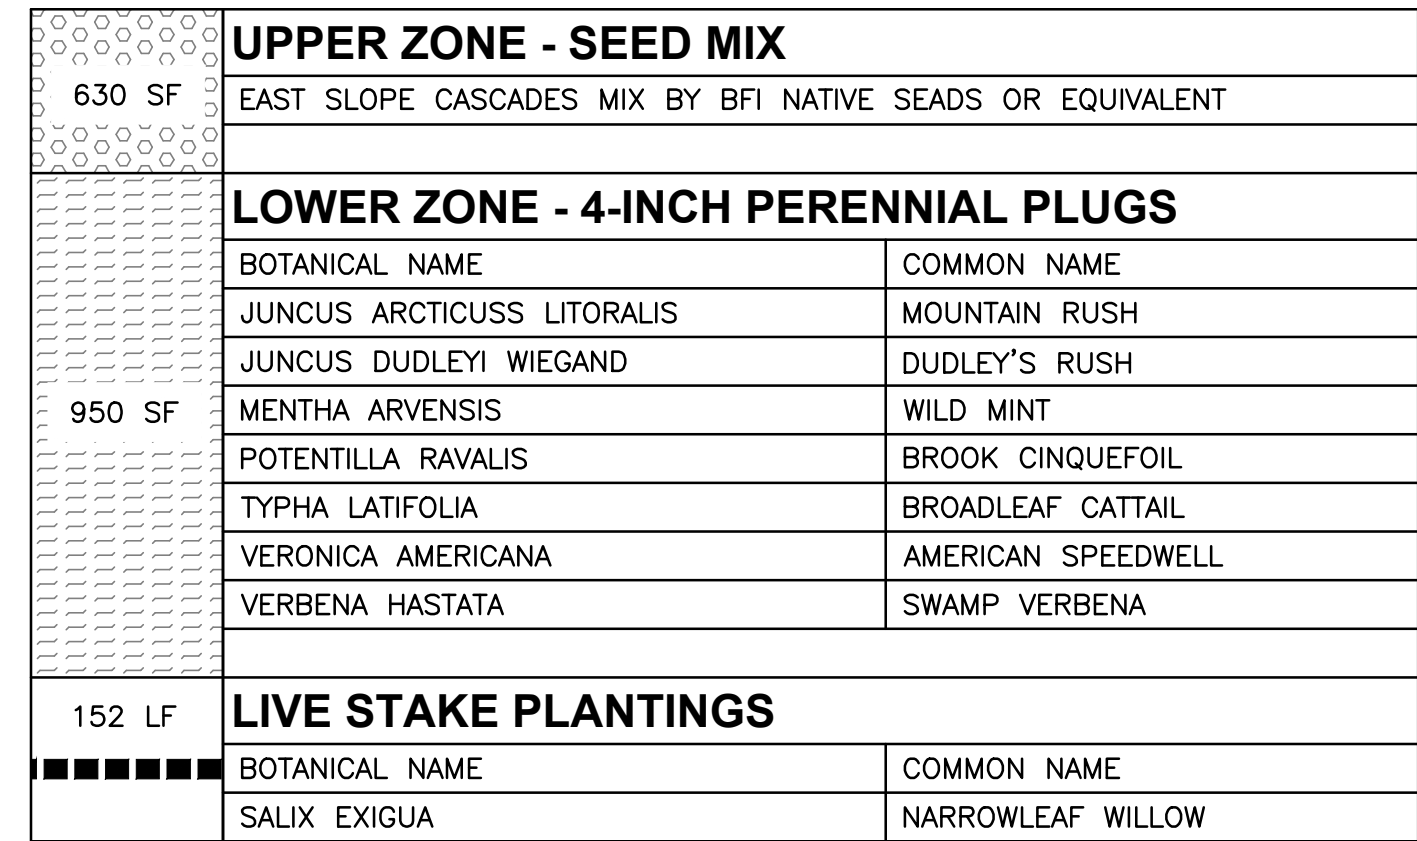 UPPER ZONE - SEED MIX
630 SF
EAST SLOPE CASCADES MIX BY BFI NATIVE SEADS OR EQUIVALENT
LOWER ZONE - 4-INCH PERENNIAL PLUGS
BOTANICAL NAME COMMON NAME
JUNCUS ARCTICUSS LITORALIS MOUNTAIN RUSH
JUNCUS DUDLEYI WIEGAND DUDLEY'S RUSH
950 SF MENTHA ARVENSIS WILD MINT
POTENTILLA RAVALIS BROOK CINQUEFOIL
TYPHA LATIFOLIA BROADLEAF CATTAIL
VERONICA AMERICANA AMERICAN SPEEDWELL
VERBENA HASTATA SWAMP VERBENA
152 LF LIVE STAKE PLANTINGS
BOTANICAL NAME COMMON NAME
SALIX EXIGUA NARROWLEAF WILLOW